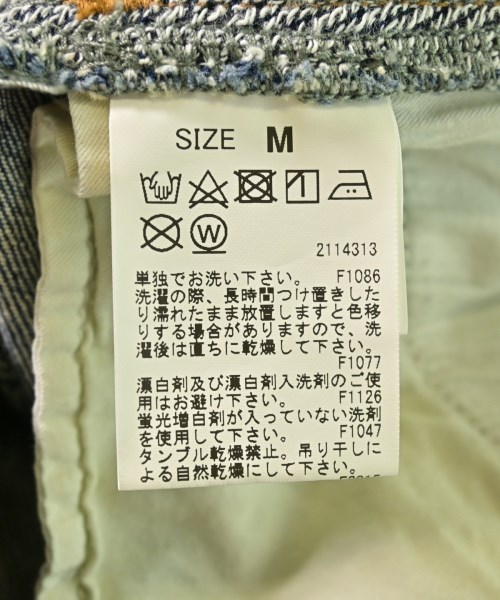 SIZE M
W
2114313
単独でお洗い下さい。 F1086
洗濯の際、長時間つけ置きした
り濡れたまま放置しますと色移
りする場合がありますので、洗
濯後は直ちに乾燥して下さい。
F1077
漂白剤及び漂白剤入洗剤のご使
用はお避け下さい。 F1126
蛍光増白剤が入っていない洗剤
を使用して下さい。 F1047
タンブル乾燥禁止。吊り干しに
よる自然乾燥にして下さい。